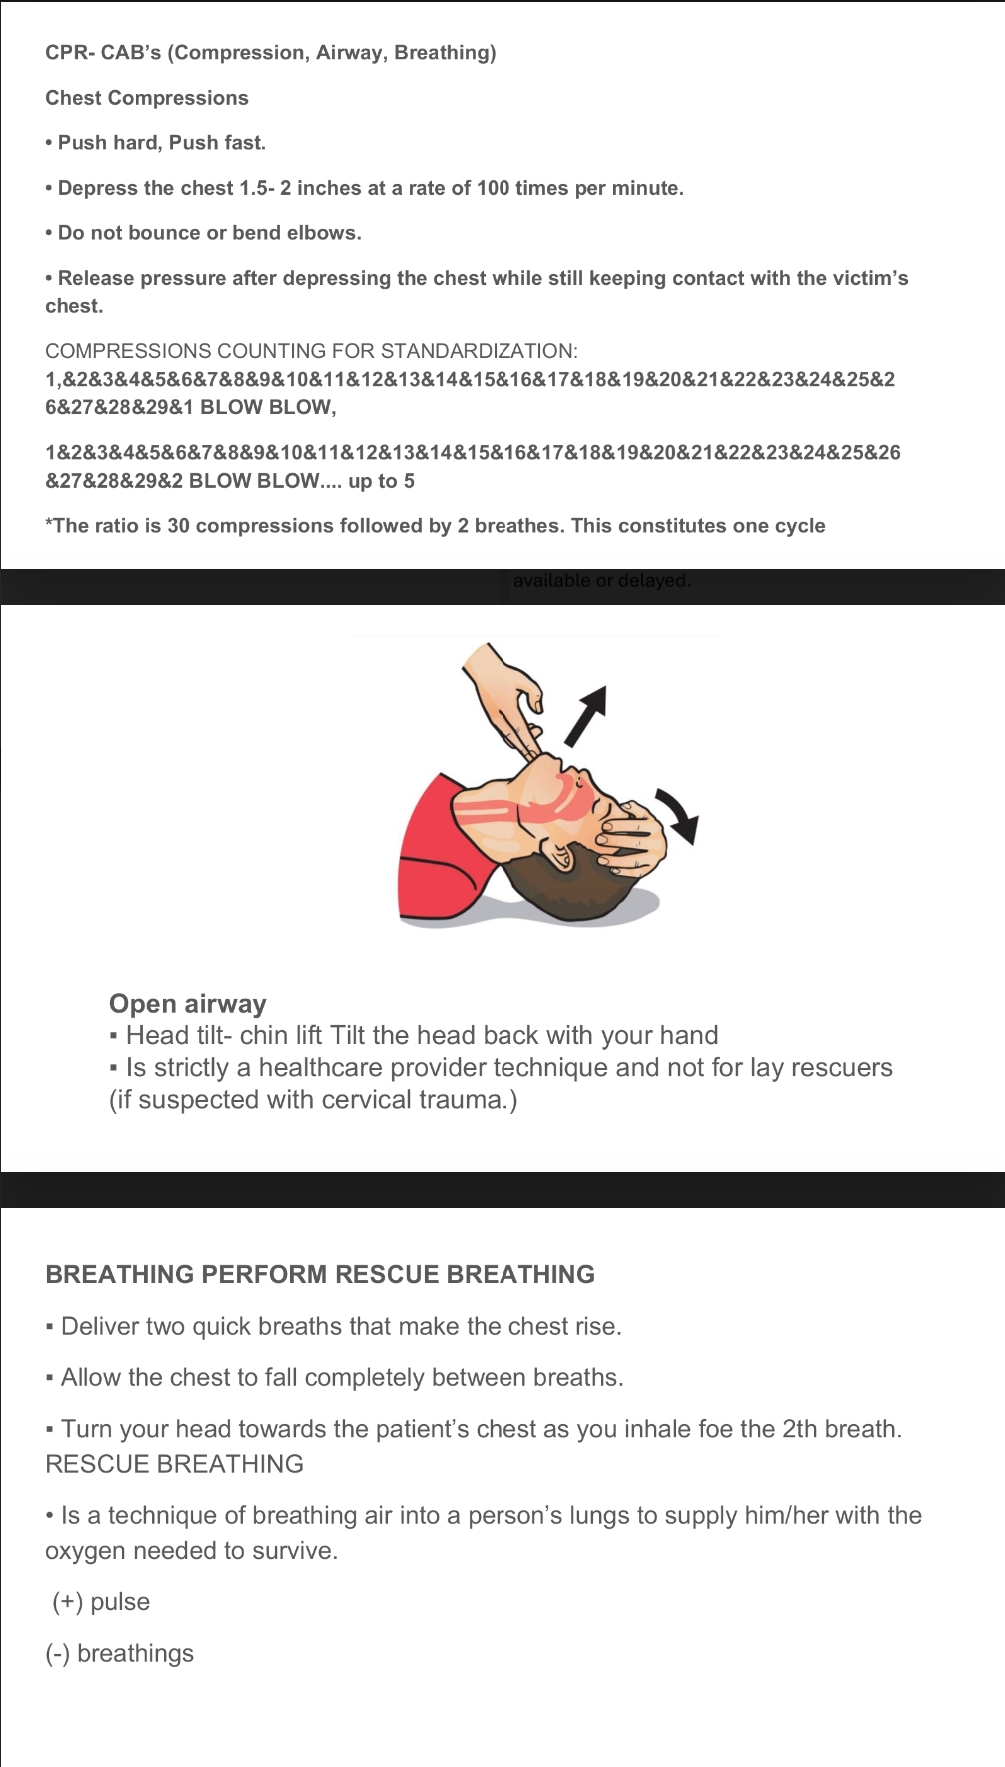 CPR- CAB’s (Compression, Airway, Breathing)
Chest Compressions
• Push hard, Push fast.
• Depress the chest 1.5- 2 inches at a rate of 100 times per minute.
• Do not bounce or bend elbows.
• Release pressure after depressing the chest while still keeping contact with the victim’s
chest.
COMPRESSIONS COUNTING FOR STANDARDIZATION:
1,&2&3&4&5&6&7&8&9&10&11&12&13&14&15&16&17&18&19&20&21&22&23&24&25&2
6&27&28&29&1 BLOW BLOW,
1&2&3&4&5&6&7&8&9&10&11&12&13&14&15&16&17&18&19&20&21&22&23&24&25&26
&27&28&29&2 BLOW BLOW.... up to 5
*The ratio is 30 compressions followed by 2 breathes. This constitutes one cycle
available or delayed.
Open airway
▪ Head tilt- chin lift Tilt the head back with your hand
▪ Is strictly a healthcare provider technique and not for lay rescuers
(if suspected with cervical trauma.)
BREATHING PERFORM RESCUE BREATHING
▪ Deliver two quick breaths that make the chest rise.
▪ Allow the chest to fall completely between breaths.
▪ Turn your head towards the patient’s chest as you inhale foe the 2th breath.
RESCUE BREATHING
• Is a technique of breathing air into a person’s lungs to supply him/her with the
oxygen needed to survive.
(+) pulse
(-) breathings